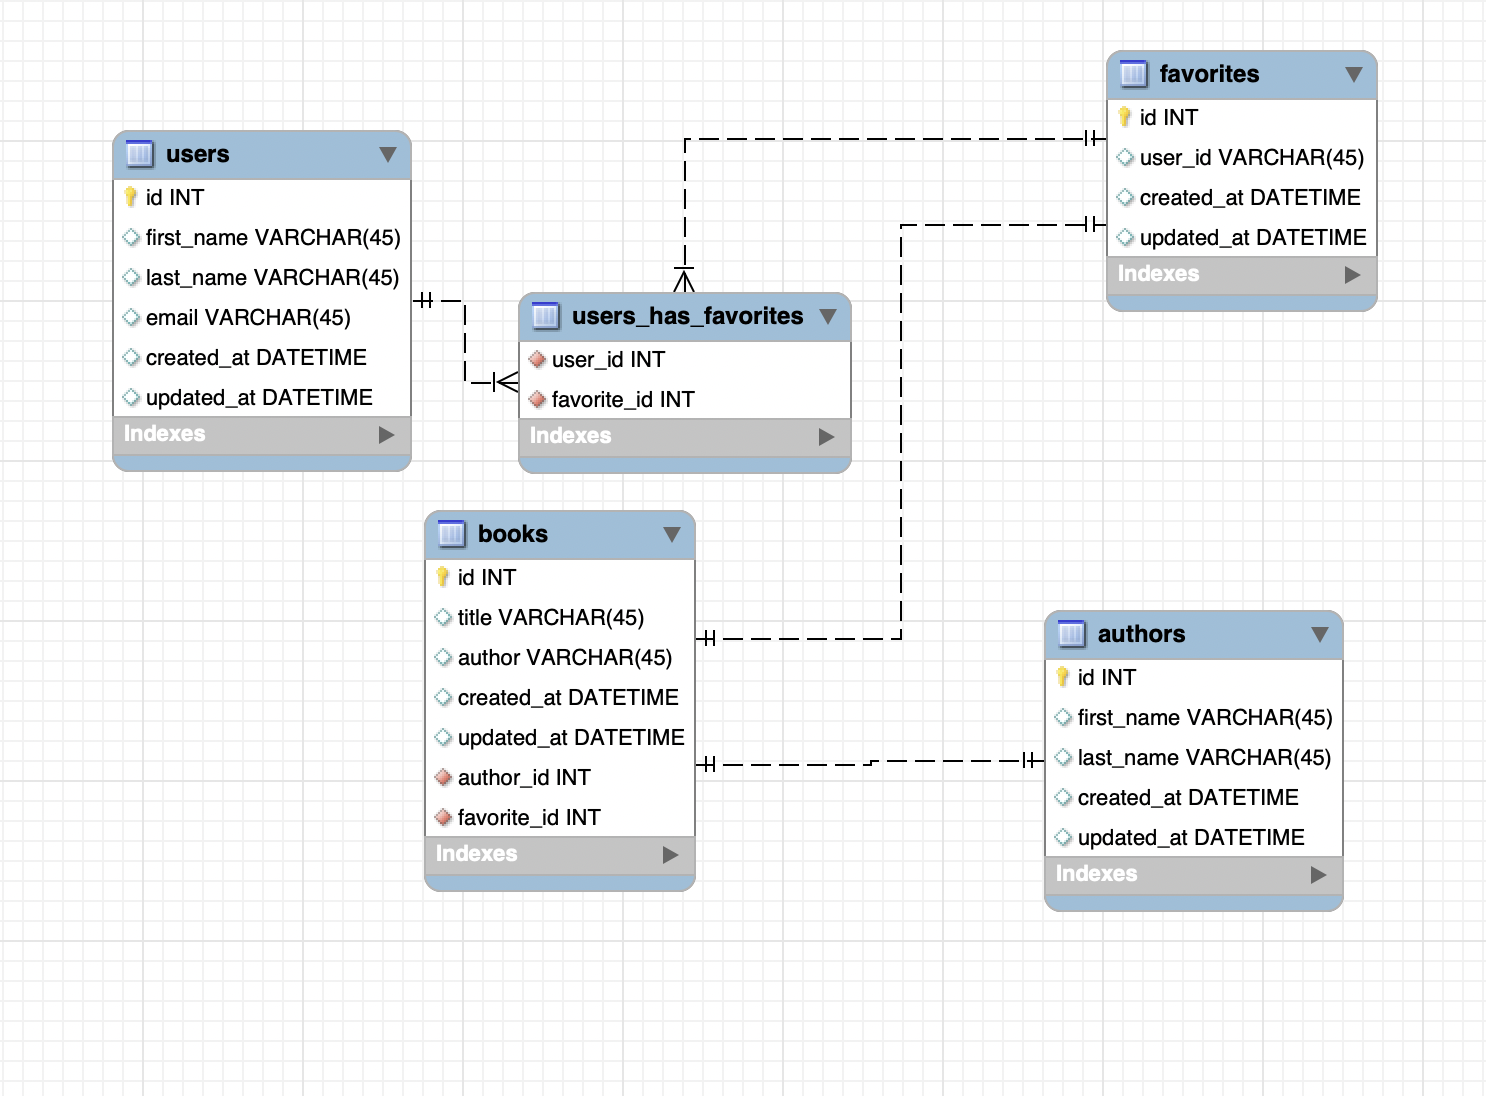 users
id INT
first_name VARCHAR(45)
last_name VARCHAR(45)
email VARCHAR(45)
created_at DATETIME
updated_at DATETIME
Indexes
users_has_favorites
user_id INT
favorite_id INT
Indexes
favorites
id INT
user_id VARCHAR(45)
created_at DATETIME
updated_at DATETIME
Indexes
books
id INT
title VARCHAR(45)
author VARCHAR(45)
created_at DATETIME
updated_at DATETIME
author_id INT
favorite_id INT
Indexes
authors
id INT
first_name VARCHAR(45)
last_name VARCHAR(45)
created_at DATETIME
updated_at DATETIME
Indexes